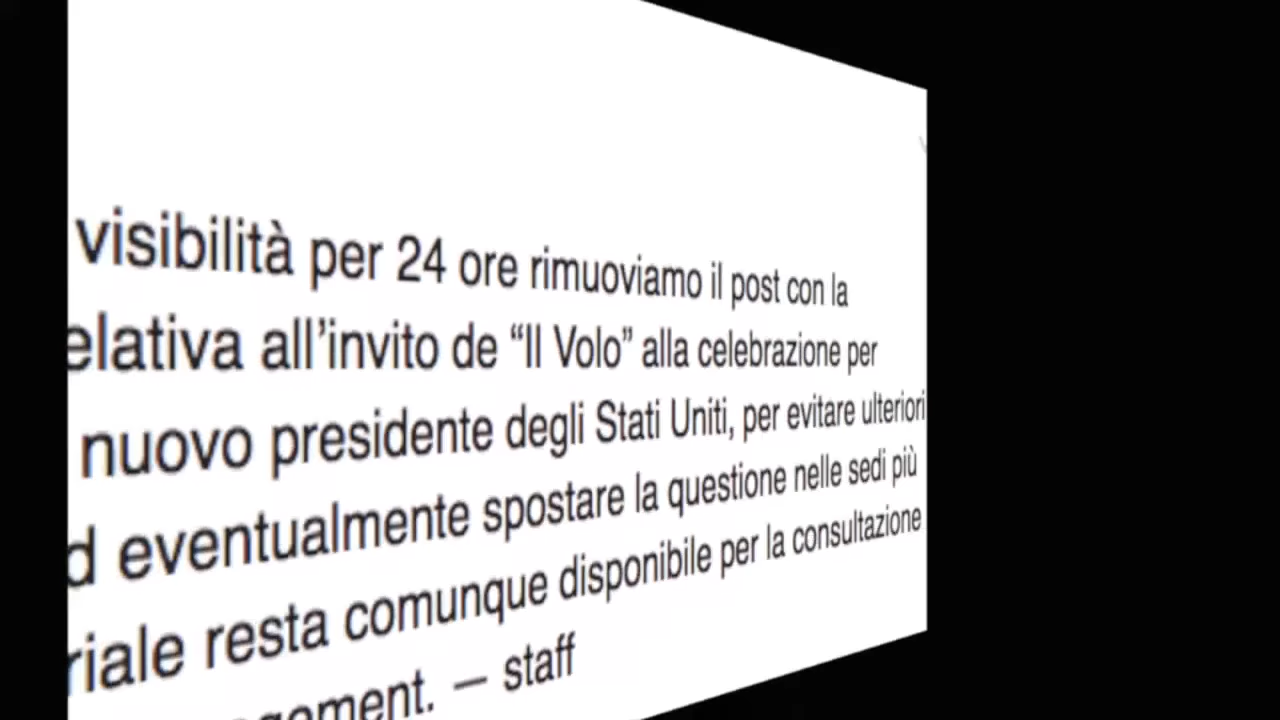 visibilità per 24 ore rimuoviamo il post con la
elativa all’invito de “Il Volo” alla celebrazione per
nuovo presidente degli Stati Uniti, per evitare ulteriori
d eventualmente spostare la questione nelle sedi più
riale resta comunque disponibile per la consultazione
gement. — staff